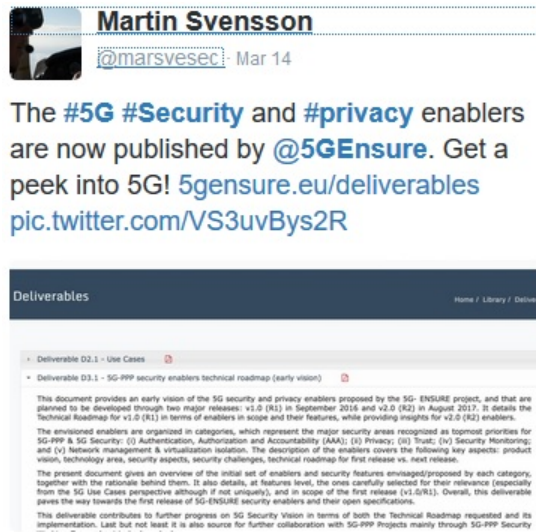 Martin Svensson
@marsvesec · Mar 14
The #5G #Security and #privacy enablers
are now published by @5GEnsure. Get a
peek into 5G! 5gensure.eu/deliverables
pic.twitter.com/VS3uvBys2R
Deliverables
Home / Library / Delive
Deliverable D2.1 - Use Cases
Deliverable D3.1 - 5G-PPP security enablers technical roadmap (early vision)
This document provides an early vision of the 5G security and privacy enablers proposed by the 5G- ENSURE project, and that are
planned to be developed through two major releases: v1.0 (R1) in September 2016 and v2.0 (R2) in August 2017. It details the
Technical Roadmap for v1.0 (R1) in terms of enablers in scope and their features, while providing insights for v2.0 (R2) enablers.
The envisioned enablers are organized in categories, which represent the major security areas recognized as topmost priorities for
5G-PPP & 5G Security: (i) Authentication, Authorization and Accountability (AAA); (ii) Privacy; (iii) Trust; (iv) Security Monitoring;
and (v) Network management & virtualization isolation. The description of the enablers covers the following key aspects: product
vision, technology area, security aspects, security challenges, technical roadmap for first release vs. next release.
The present document gives an overview of the initial set of enablers and security features envisaged/proposed by each category,
together with the rationale behind them. It also details, at features level, the ones carefully selected for their relevance (especially
from the 5G Use Cases perspective although if not uniquely), and in scope of the first release (v1.0/R1). Overall, this deliverable
paves the way towards the first release of 5G-ENSURE security enablers and their open specifications.
This deliverable contributes to further progress on 5G Security Vision in terms of both the Technical Roadmap requested and its
implementation. Last but not least it is also source for further collaboration with 5G-PPP Projects mainly through 5G-PPP Security